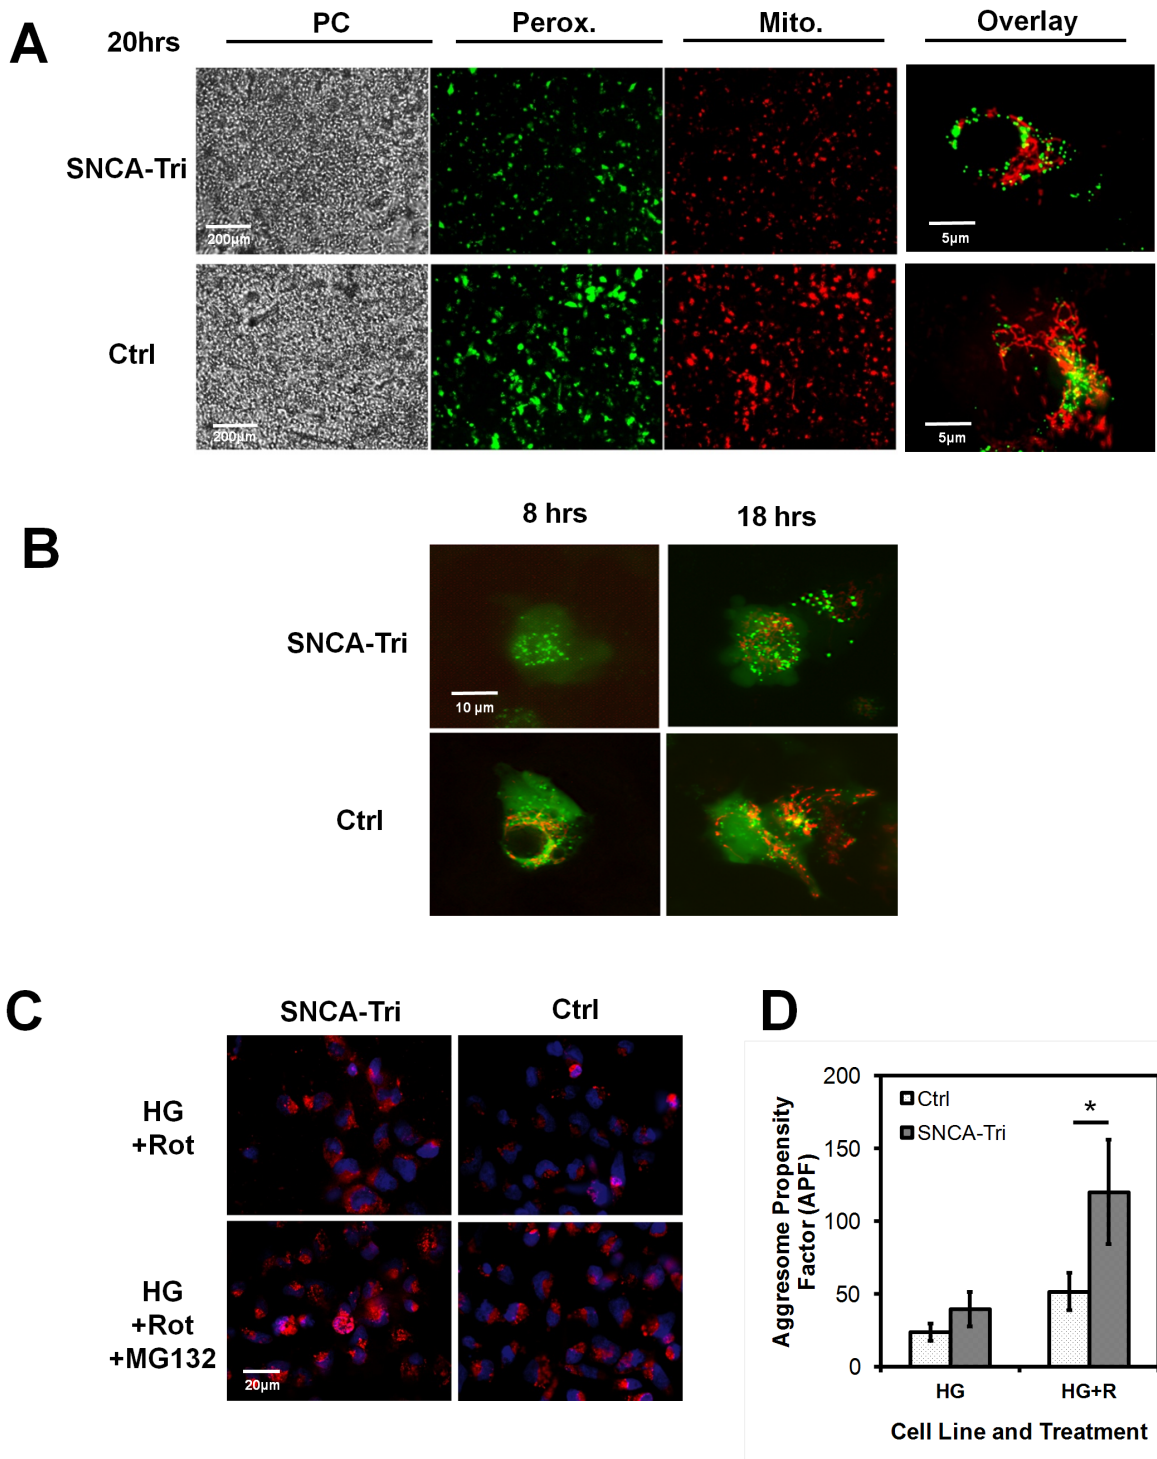 A
20hrs
PC
Perox.
Mito.
Overlay
SNCA-Tri
200µm
5µm
Ctrl
200µm
5µm
B
8 hrs
18 hrs
SNCA-Tri
10 µm
Ctrl
C
SNCA-Tri
Ctrl
HG
+Rot
HG
+Rot
+MG132
20µm
D
Aggresome Propensity
Factor (APF)
200
150
100
50
0
Ctrl
SNCA-Tri
*
HG
HG+R
Cell Line and Treatment